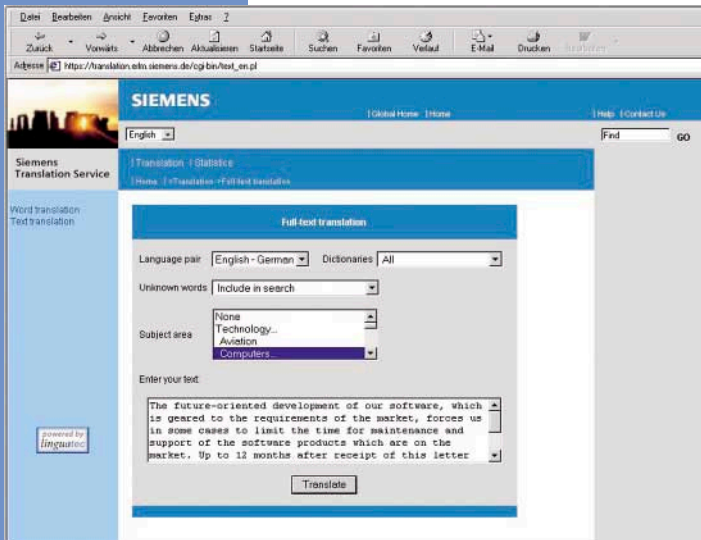 Datei Bearbeiten Ansicht Favoriten Extras ?
Zurück Vorwärts Abbrechen Aktualisieren Startseite Suchen Favoriten Verlauf E-Mail Drucken
Adresse https://translation.edm.siemens.de/cgi-bin/text_en.pl
SIEMENS
| Global Home | Home | Help | Contact Us
English
Find GO
Siemens
Translation Service
| Translation | Statistics
| Home | >Translation >Full-text translation
Word translation
Text translation
Full-text translation
Language pair English - German Dictionaries All
Unknown words Include in search
Subject area
None
Technology...
Aviation
Computers...
Enter your text
The future-oriented development of our software, which
is geared to the requirements of the market, forces us
in some cases to limit the time for maintenance and
support of the software products which are on the
market. Up to 12 months after receipt of this letter
powered by
linguatec
Translate